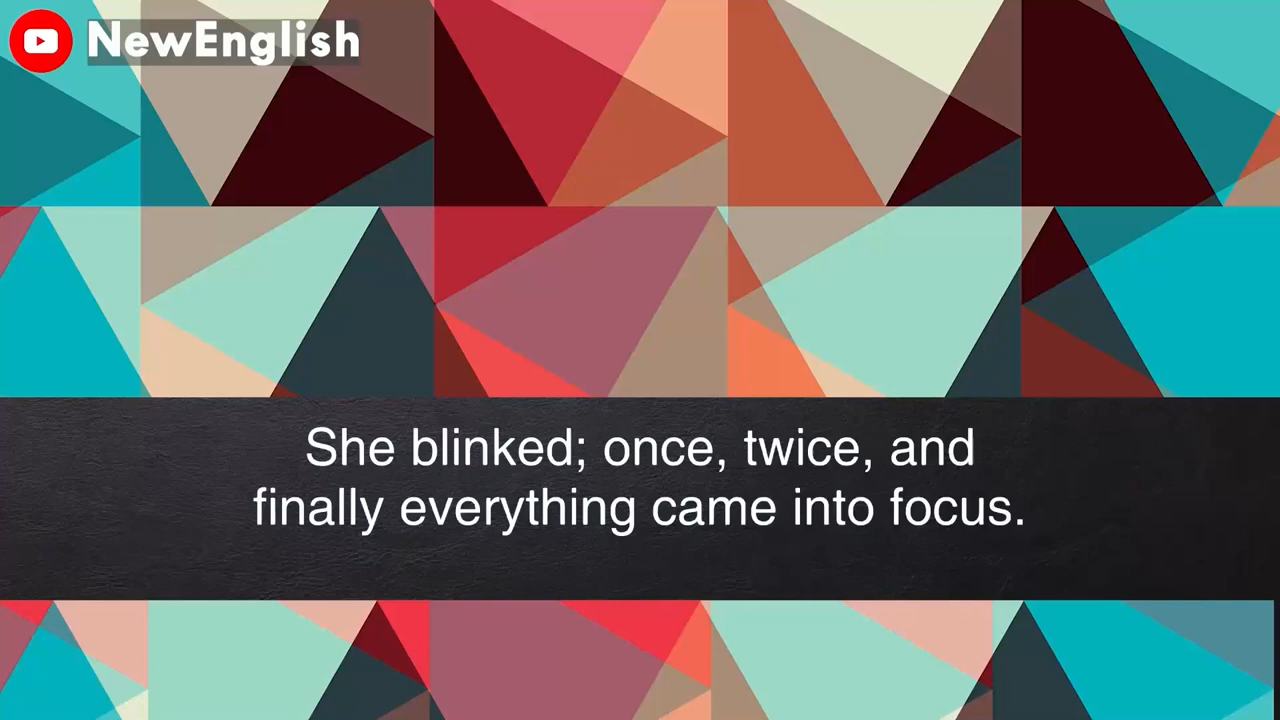 NewEnglish
She blinked; once, twice, and
finally everything came into focus.